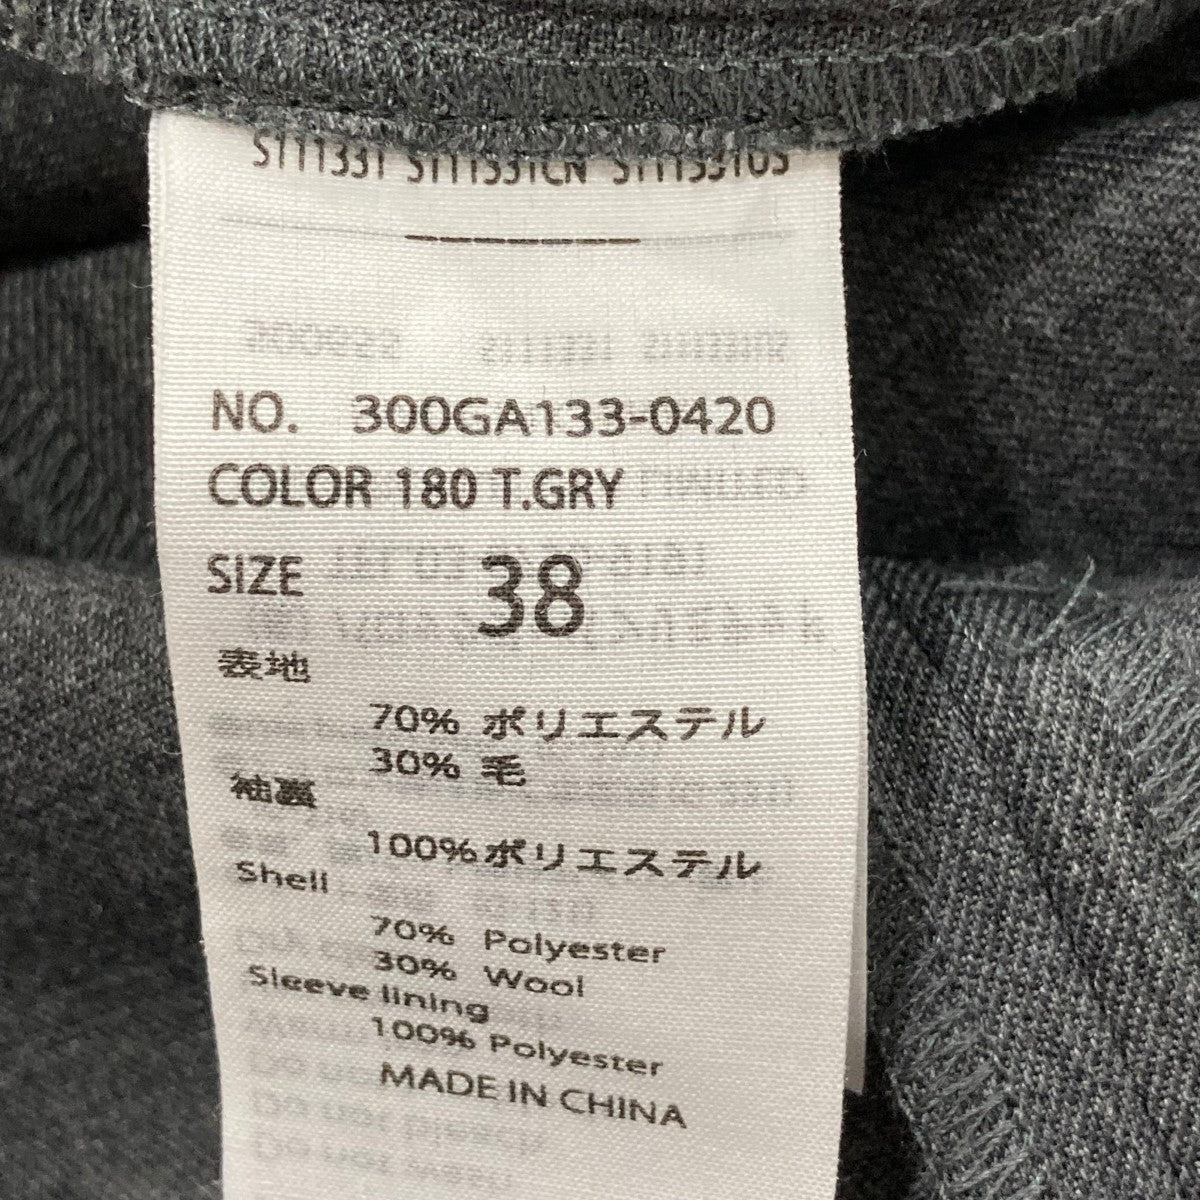 NO. 300GA133-0420
COLOR 180 T.GRY
SIZE 38
表地
70% ポリエステル
30% 毛
袖裏
100%ポリエステル
Shell
70% Polyester
30% Wool
Sleeve lining
100% Polyester
MADE IN CHINA